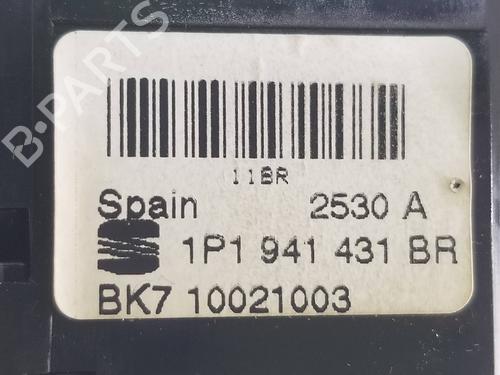 B-PARTS
11BR
Spain 2530 A
1P1 941 431 BR
BK7 10021003